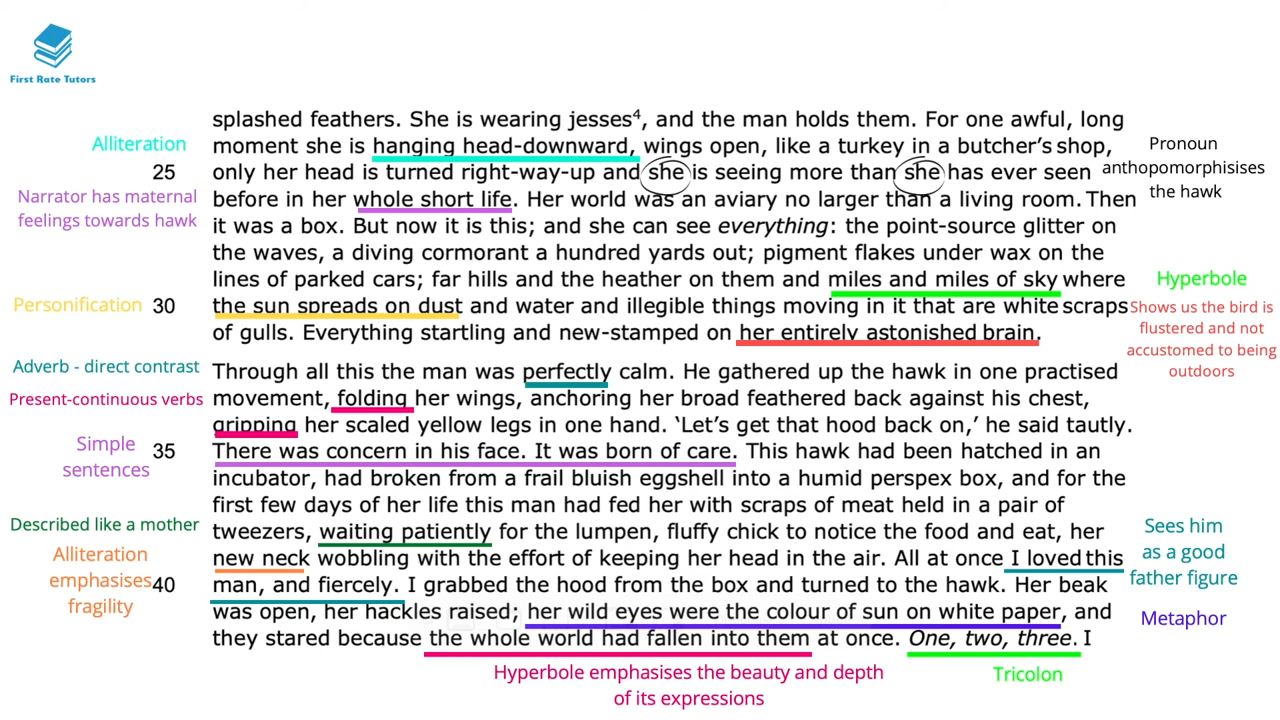 First Rate Tutors
splashed feathers. She is wearing jesses⁴, and the man holds them. For one awful, long
Alliteration
moment she is hanging head-downward, wings open, like a turkey in a butcher's shop,
Pronoun
anthopomorphisises
the hawk
25
only her head is turned right-way-up and she is seeing more than she has ever seen
Narrator has maternal
feelings towards hawk
before in her whole short life. Her world was an aviary no larger than a living room. Then
it was a box. But now it is this; and she can see everything: the point-source glitter on
the waves, a diving cormorant a hundred yards out; pigment flakes under wax on the
lines of parked cars; far hills and the heather on them and miles and miles of sky where
Hyperbole
Personification
30
the sun spreads on dust and water and illegible things moving in it that are white scraps
of gulls. Everything startling and new-stamped on her entirely astonished brain.
Shows us the bird is
flustered and not
accustomed to being
outdoors
Adverb - direct contrast
Through all this the man was perfectly calm. He gathered up the hawk in one practised
Present-continuous verbs
movement, folding her wings, anchoring her broad feathered back against his chest,
gripping her scaled yellow legs in one hand. ‘Let’s get that hood back on,’ he said tautly.
Simple
sentences
35
There was concern in his face. It was born of care. This hawk had been hatched in an
incubator, had broken from a frail bluish eggshell into a humid perspex box, and for the
first few days of her life this man had fed her with scraps of meat held in a pair of
Described like a mother
tweezers, waiting patiently for the lumpen, fluffy chick to notice the food and eat, her
Alliteration
emphasises
fragility
new neck wobbling with the effort of keeping her head in the air. All at once I loved this
Sees him
as a good
father figure
40
man, and fiercely. I grabbed the hood from the box and turned to the hawk. Her beak
was open, her hackles raised; her wild eyes were the colour of sun on white paper, and
Metaphor
they stared because the whole world had fallen into them at once. One, two, three. I
Hyperbole emphasises the beauty and depth
of its expressions
Tricolon